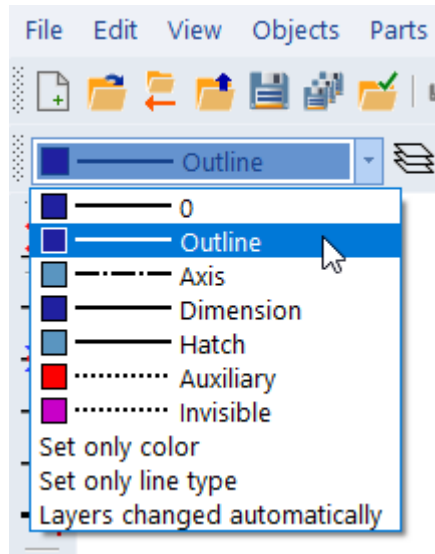 File Edit View Objects Parts
Outline
0
Outline
Axis
Dimension
Hatch
Auxiliary
Invisible
Set only color
Set only line type
Layers changed automatically